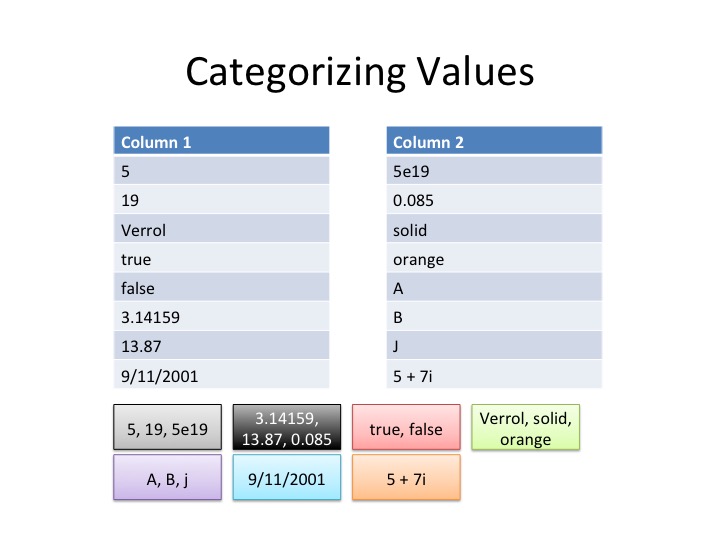 Categorizing Values
Column 1
5
19
Verrol
true
false
3.14159
13.87
9/11/2001
Column 2
5e19
0.085
solid
orange
A
B
J
5 + 7i
5, 19, 5e19
3.14159,
13.87, 0.085
true, false
Verrol, solid,
orange
A, B, j
9/11/2001
5 + 7i